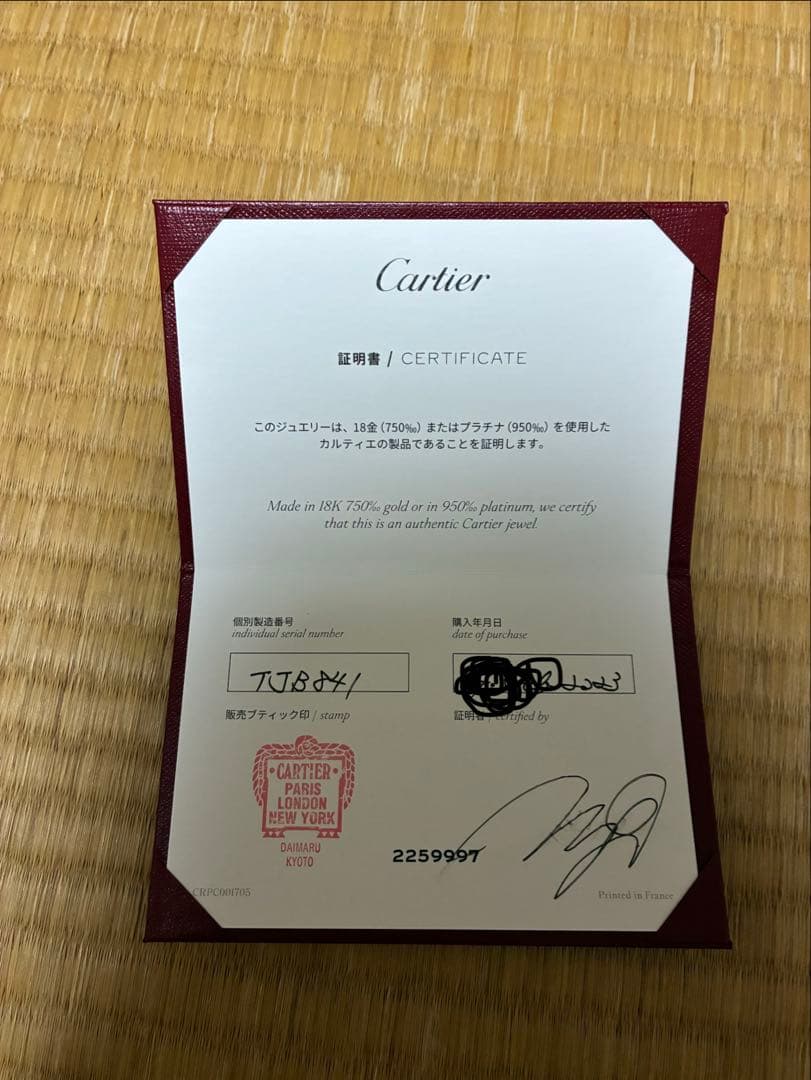 Cartier
証明書 / CERTIFICATE
このジュエリーは、18金(750‰)またはプラチナ(950‰)を使用した
カルティエの製品であることを証明します。
Made in 18K 750‰ gold or in 950‰ platinum, we certify
that this is an authentic Cartier jewel.
個別製造番号
individual serial number
TJB841
購入年月日
date of purchase
2023
販売ブティック印 / stamp
証明者 / certified by
CARTIER
PARIS
LONDON
NEW YORK
DAIMARU
KYOTO
2259997
CRPC001705
Printed in France